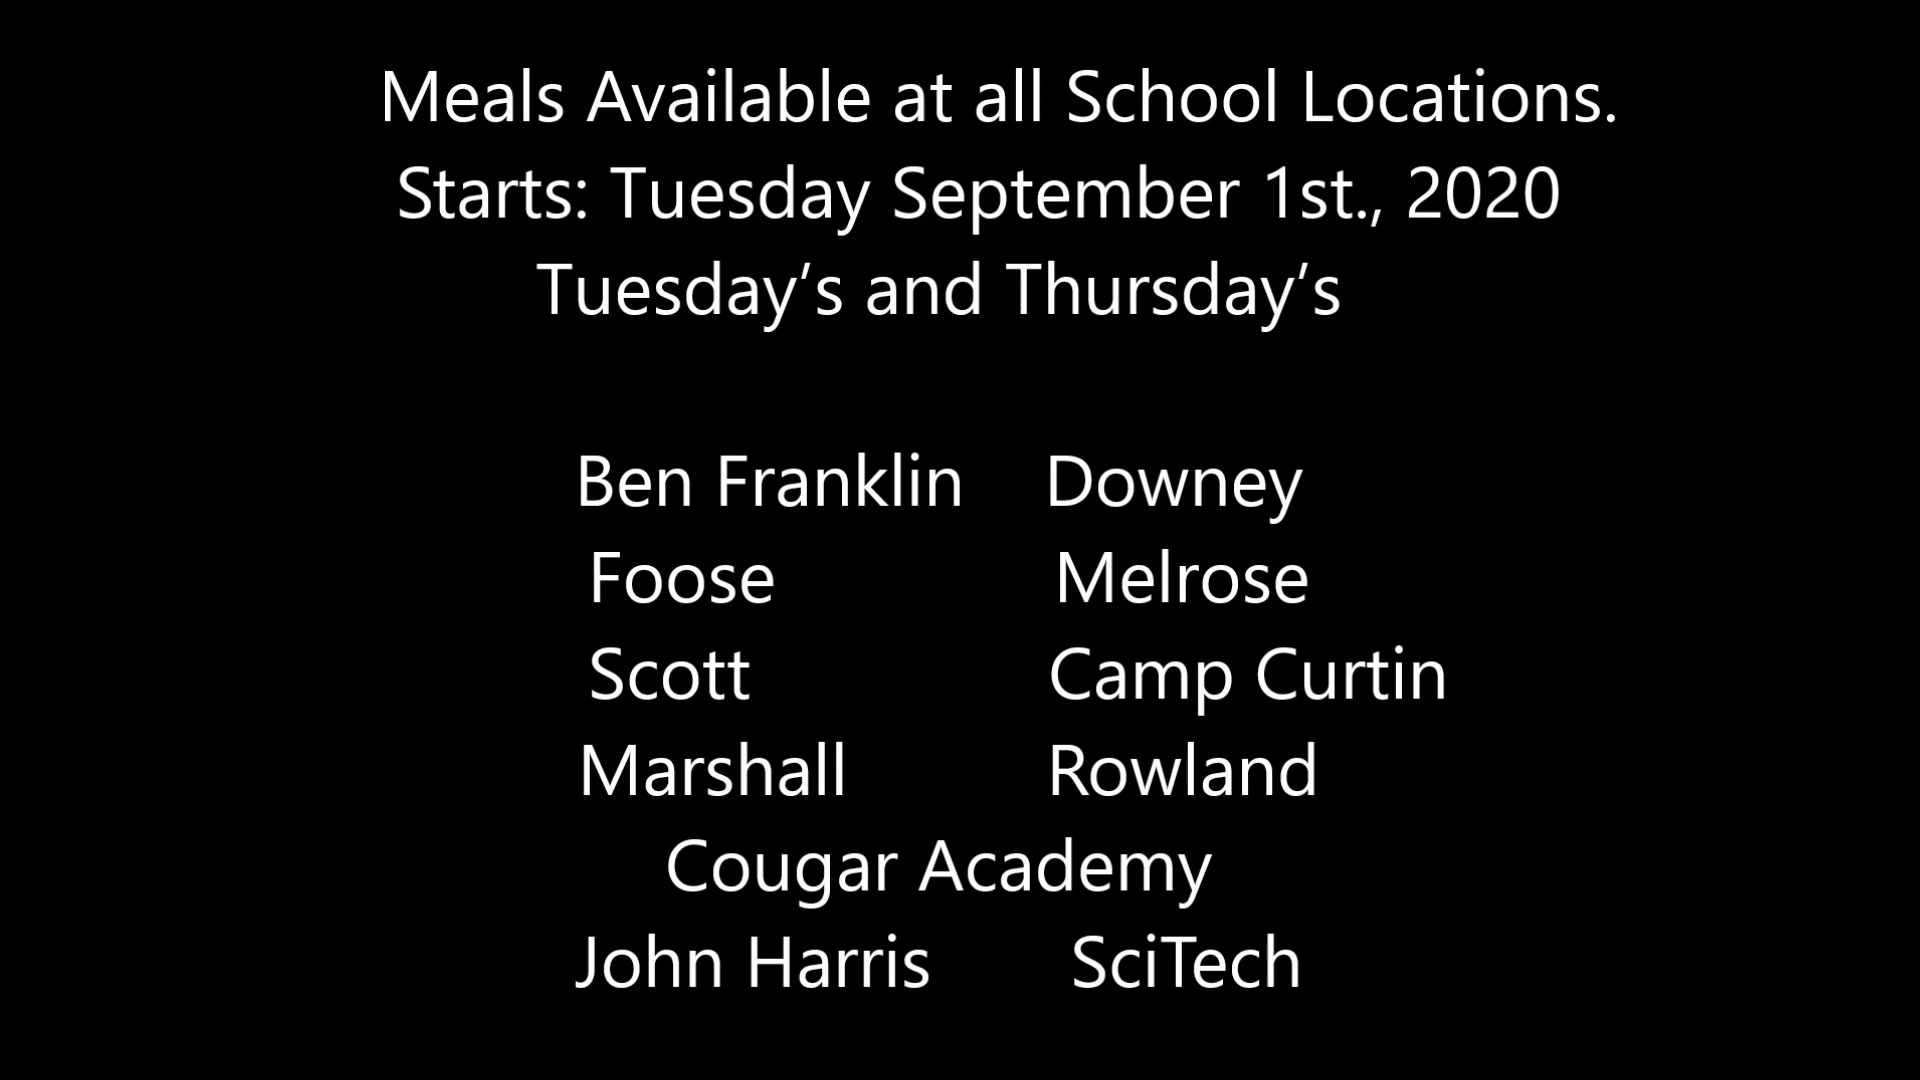 Meals Available at all School Locations.
Starts: Tuesday September 1st., 2020
Tuesday’s and Thursday’s
Ben Franklin Downey
Foose Melrose
Scott Camp Curtin
Marshall Rowland
Cougar Academy
John Harris SciTech